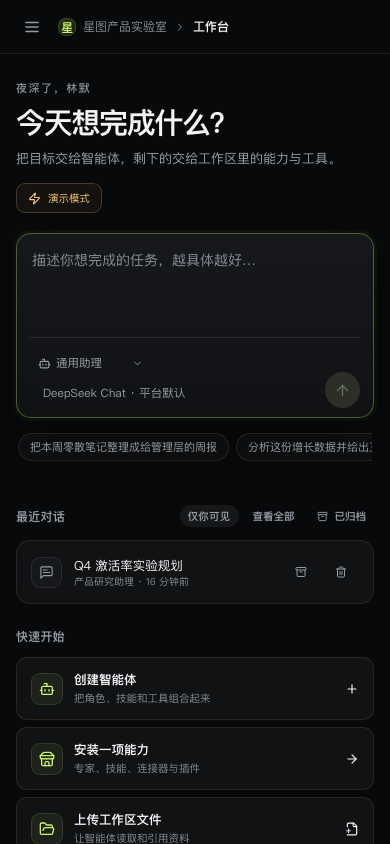 星 星图产品实验室 > 工作台
夜深了，林默
今天想完成什么?
把目标交给智能体，剩下的交给工作区里的能力与工具。
演示模式
描述你想完成的任务，越具体越好…
通用助理
DeepSeek Chat · 平台默认
把本周零散笔记整理成给管理层的周报 分析这份增长数据并给出
最近对话 仅你可见 查看全部 已归档
Q4 激活率实验规划
产品研究助理 · 16 分钟前
快速开始
创建智能体
把角色、技能和工具组合起来
安装一项能力
专家、技能、连接器与插件
上传工作区文件
让智能体读取和引用资料